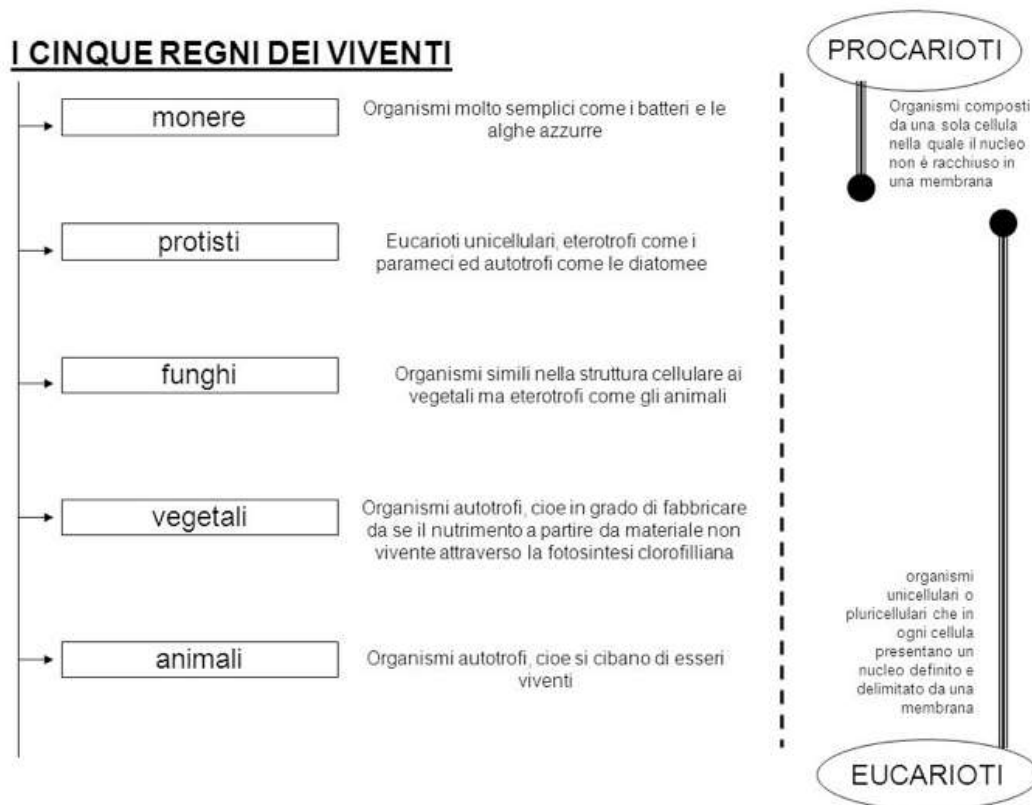 I CINQUE REGNI DEI VIVENTI
monere
Organismi molto semplici come i batteri e le
alghe azzurre
protisti
Eucarioti unicellulari, eterotrofi come i
parameci ed autotrofi come le diatomee
funghi
Organismi simili nella struttura cellulare ai
vegetali ma eterotrofi come gli animali
vegetali
Organismi autotrofi, cioe in grado di fabbricare
da se il nutrimento a partire da materiale non
vivente attraverso la fotosintesi clorofilliana
animali
Organismi autotrofi, cioe si cibano di esseri
viventi
PROCARIOTI
Organismi composti
da una sola cellula
nella quale il nucleo
non è racchiuso in
una membrana
organismi
unicellulari o
pluricellulari che in
ogni cellula
presentano un
nucleo definito e
delimitato da una
membrana
EUCARIOTI